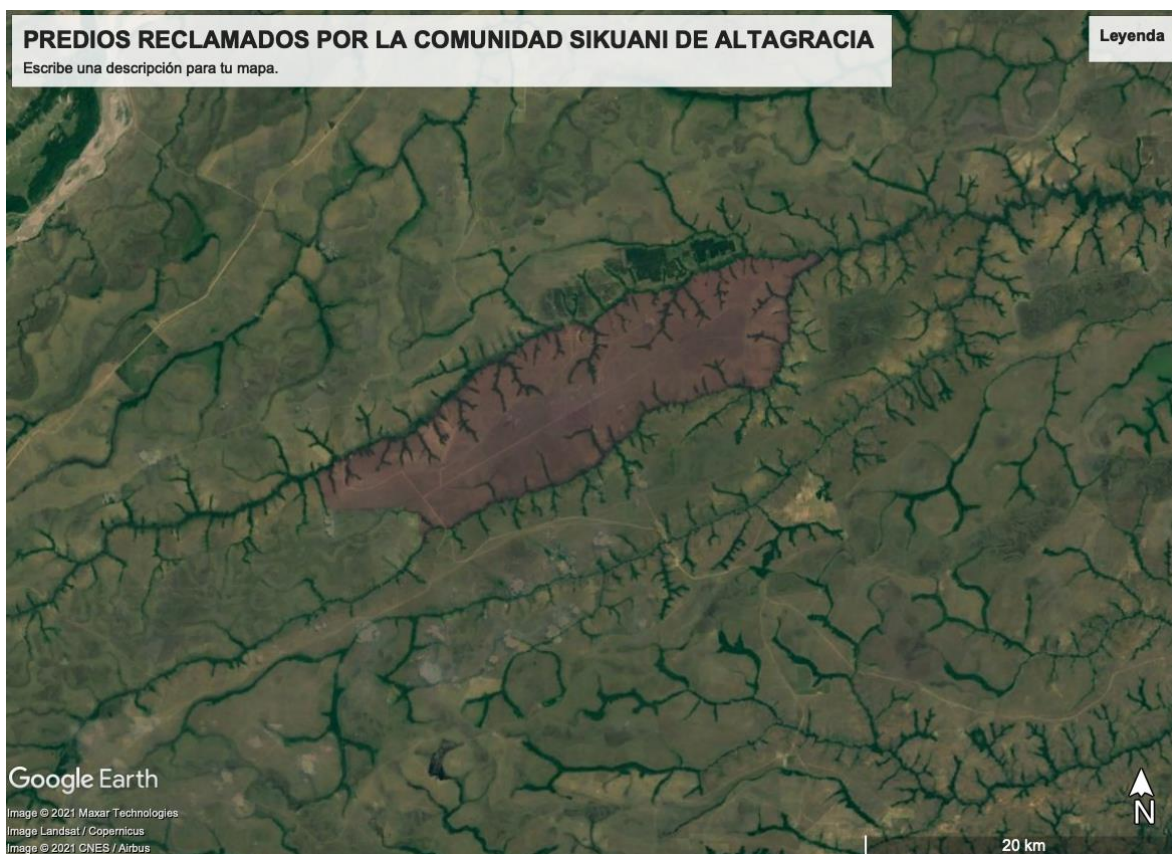 PREDIOS RECLAMADOS POR LA COMUNIDAD SIKUANI DE ALTAGRACIA
Escribe una descripción para tu mapa.
Leyenda
Google Earth
Image © 2021 Maxar Technologies
Image Landsat / Copernicus
Image © 2021 CNES / Airbus
N
20 km